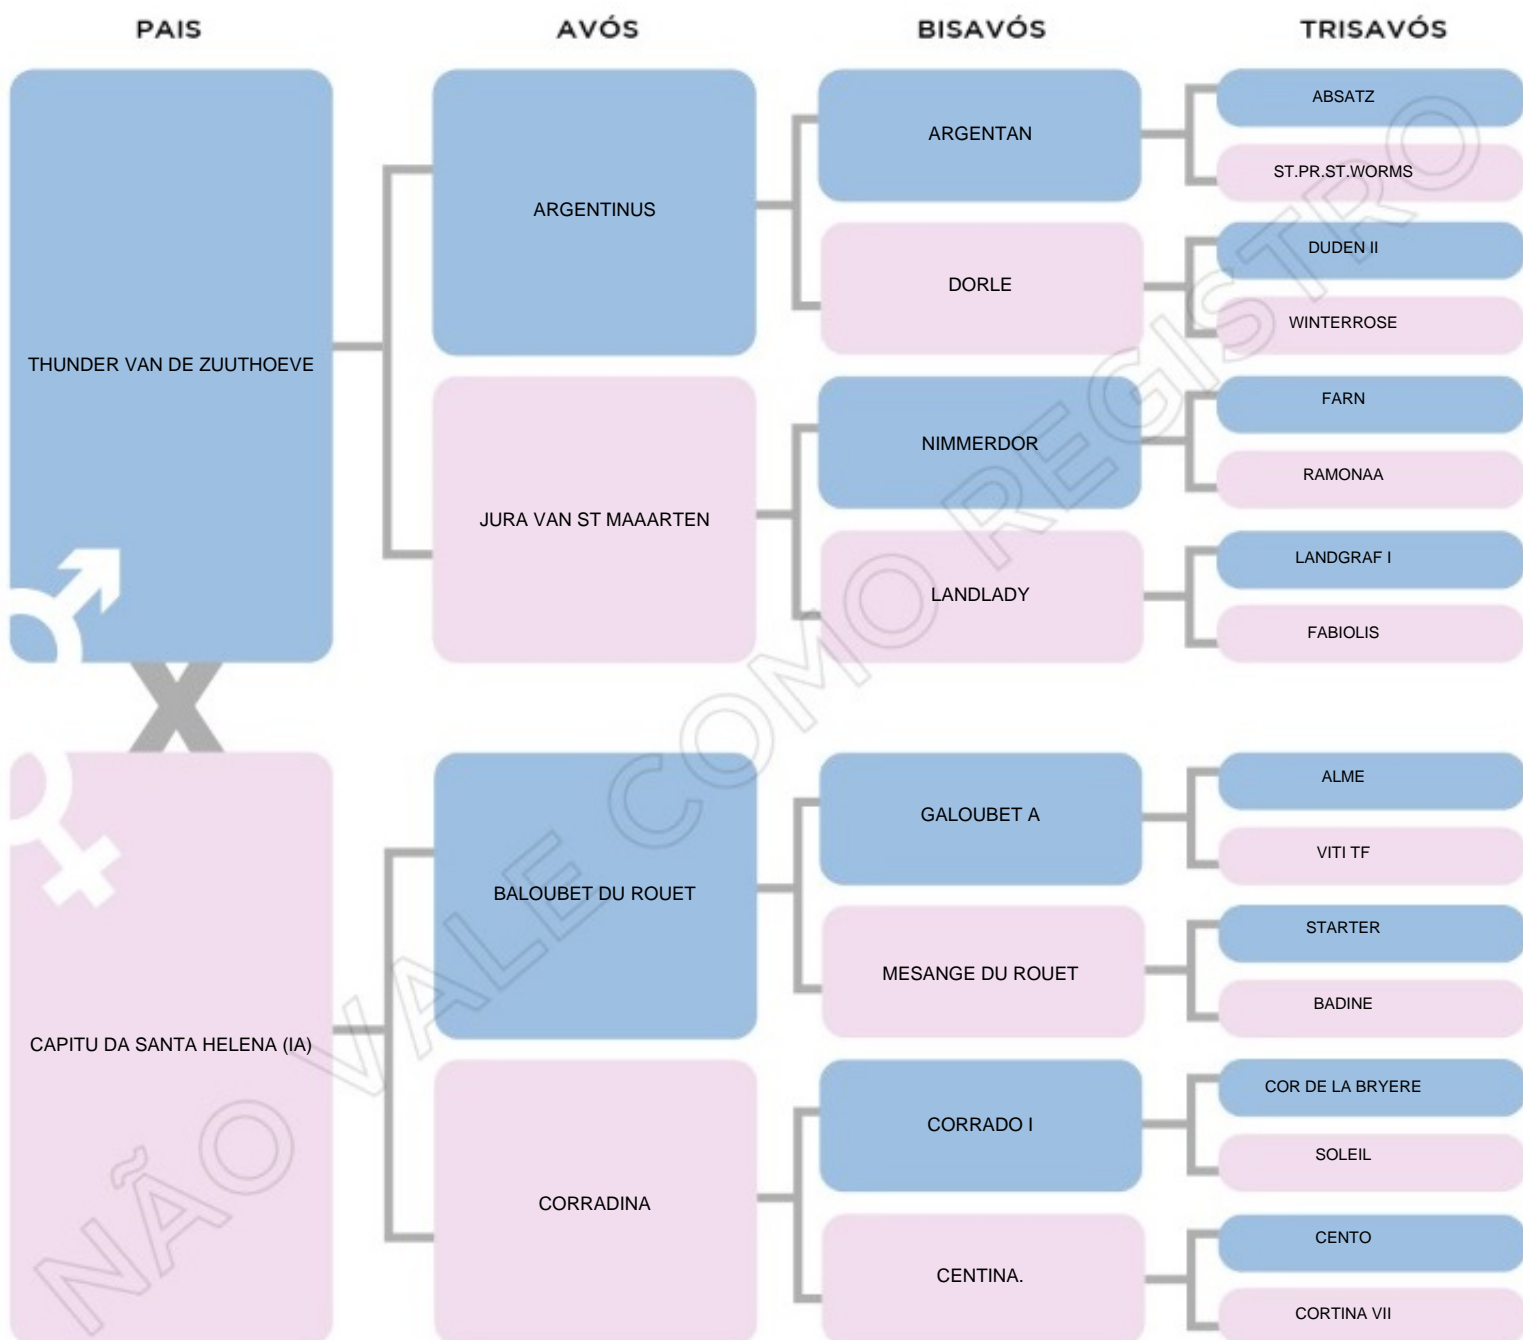 PAIS
AVÓS
BISAVÓS
TRISAVÓS
THUNDER VAN DE ZUUTHOEVE
ARGENTINUS
ARGENTAN
ABSATZ
ST.PR.ST.WORMS
DORLE
DUDEN II
WINTERROSE
JURA VAN ST MAAARTEN
NIMMERDOR
FARN
RAMONAA
LANDLADY
LANDGRAF I
FABIOLIS
X
CAPITU DA SANTA HELENA (IA)
BALOUBET DU ROUET
GALOUBET A
ALME
VITI TF
MESANGE DU ROUET
STARTER
BADINE
CORRADINA
CORRADO I
COR DE LA BRYERE
SOLEIL
CENTINA.
CENTO
CORTINA VII
NÃO VALE COMO REGISTRO